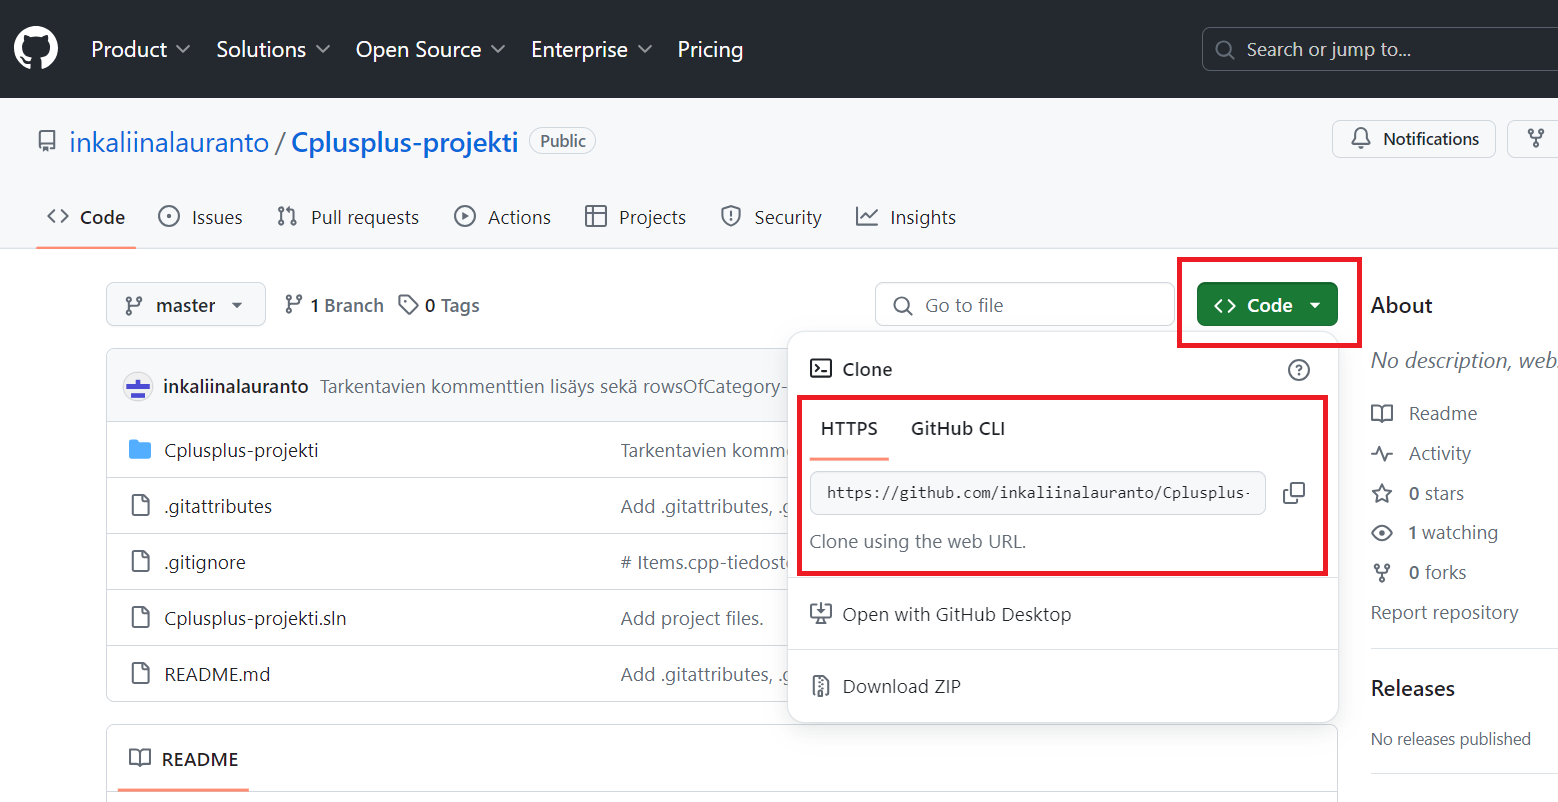 Product Solutions Open Source Enterprise Pricing Search or jump to...
inkaliinalauranto / Cplusplus-projekti Public Notifications
Code Issues Pull requests Actions Projects Security Insights
master 1 Branch 0 Tags Go to file Code
About
No description, web
Clone
inkaliinalauranto Tarkentavien kommenttien lisäys sekä rowsOfCategory-
HTTPS GitHub CLI
Readme
Cplusplus-projekti Tarkentavien komme
Activity
https://github.com/inkaliinalauranto/Cplusplus-
0 stars
.gitattributes Add .gitattributes, .g
Clone using the web URL.
1 watching
.gitignore # Items.cpp-tiedosto
0 forks
Open with GitHub Desktop
Report repository
Cplusplus-projekti.sln Add project files.
README.md Add .gitattributes, .g
Download ZIP
Releases
No releases published
README